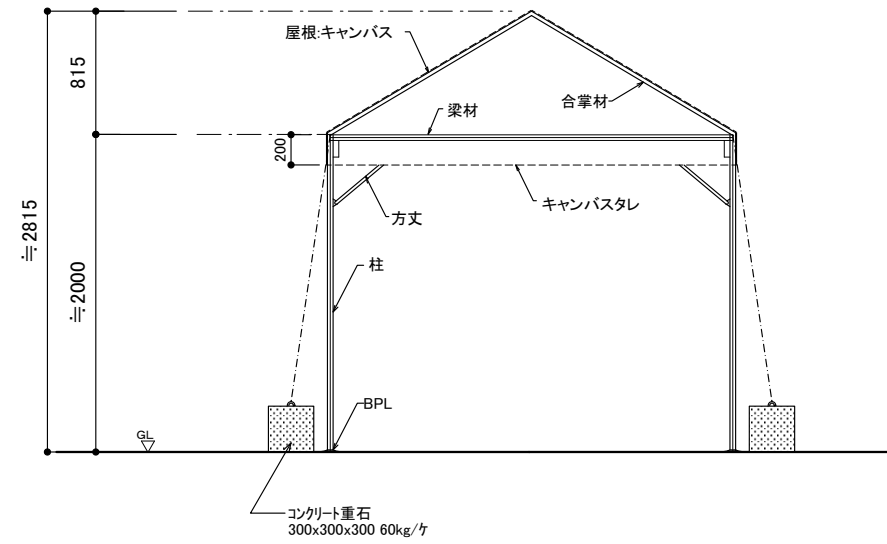 屋根:キャンバス
815
合掌材
梁材
200
キャンバスタレ
方丈
≒2815
柱
≒2000
BPL
GL
コンクリート重石
300x300x300 60kg/ケ